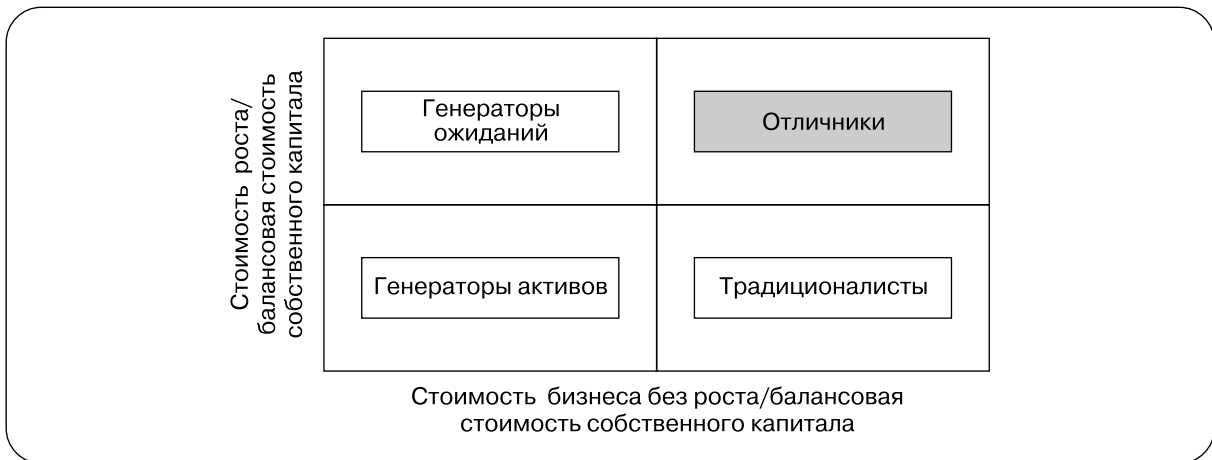 Стоимость роста/
балансовая стоимость
собственного капитала
Генераторы
ожиданий
Отличники
Генераторы активов
Традиционалисты
Стоимость бизнеса без роста/балансовая
стоимость собственного капитала